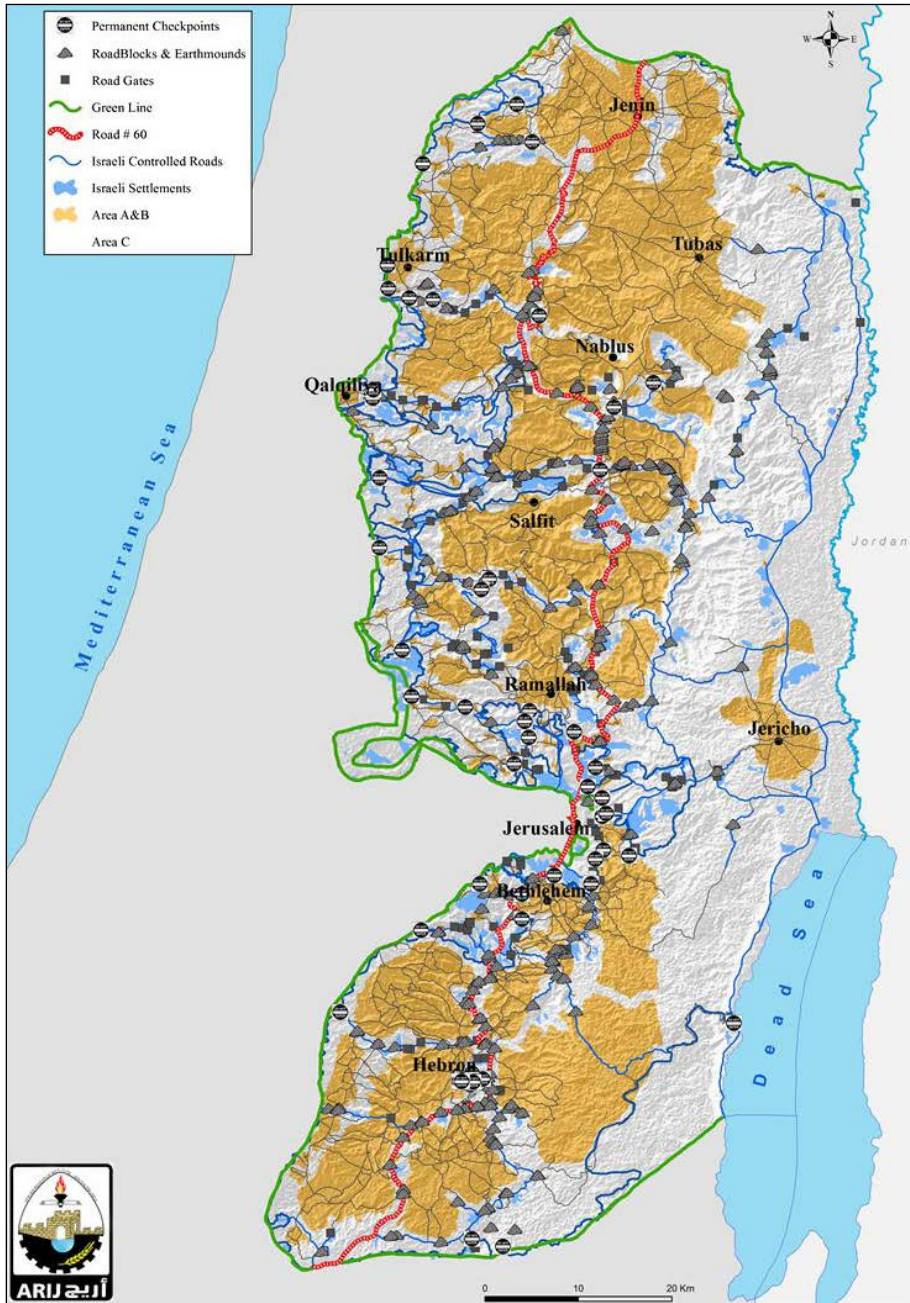 Permanent Checkpoints
RoadBlocks & Earthmounds
Road Gates
Green Line
Road # 60
Israeli Controlled Roads
Israeli Settlements
Area A&B
Area C
N
W
E
S
Jenin
Tulkarm
Tubas
Nablus
Qalqiliya
Mediterranean Sea
Salfit
Jordan
Ramallah
Jericho
Jerusalem
Bethlehem
Dead Sea
Hebron
ARIJ أريج
0 10 20 Km